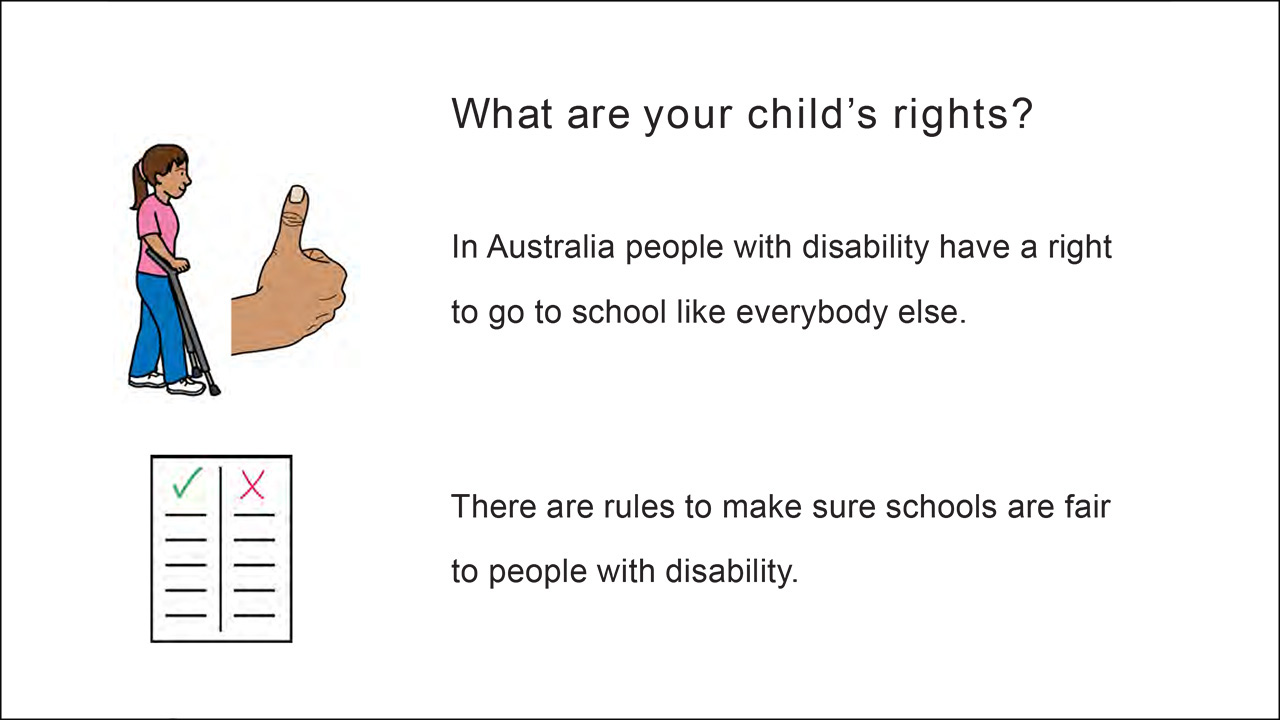 What are your child’s rights?
In Australia people with disability have a right
to go to school like everybody else.
There are rules to make sure schools are fair
to people with disability.